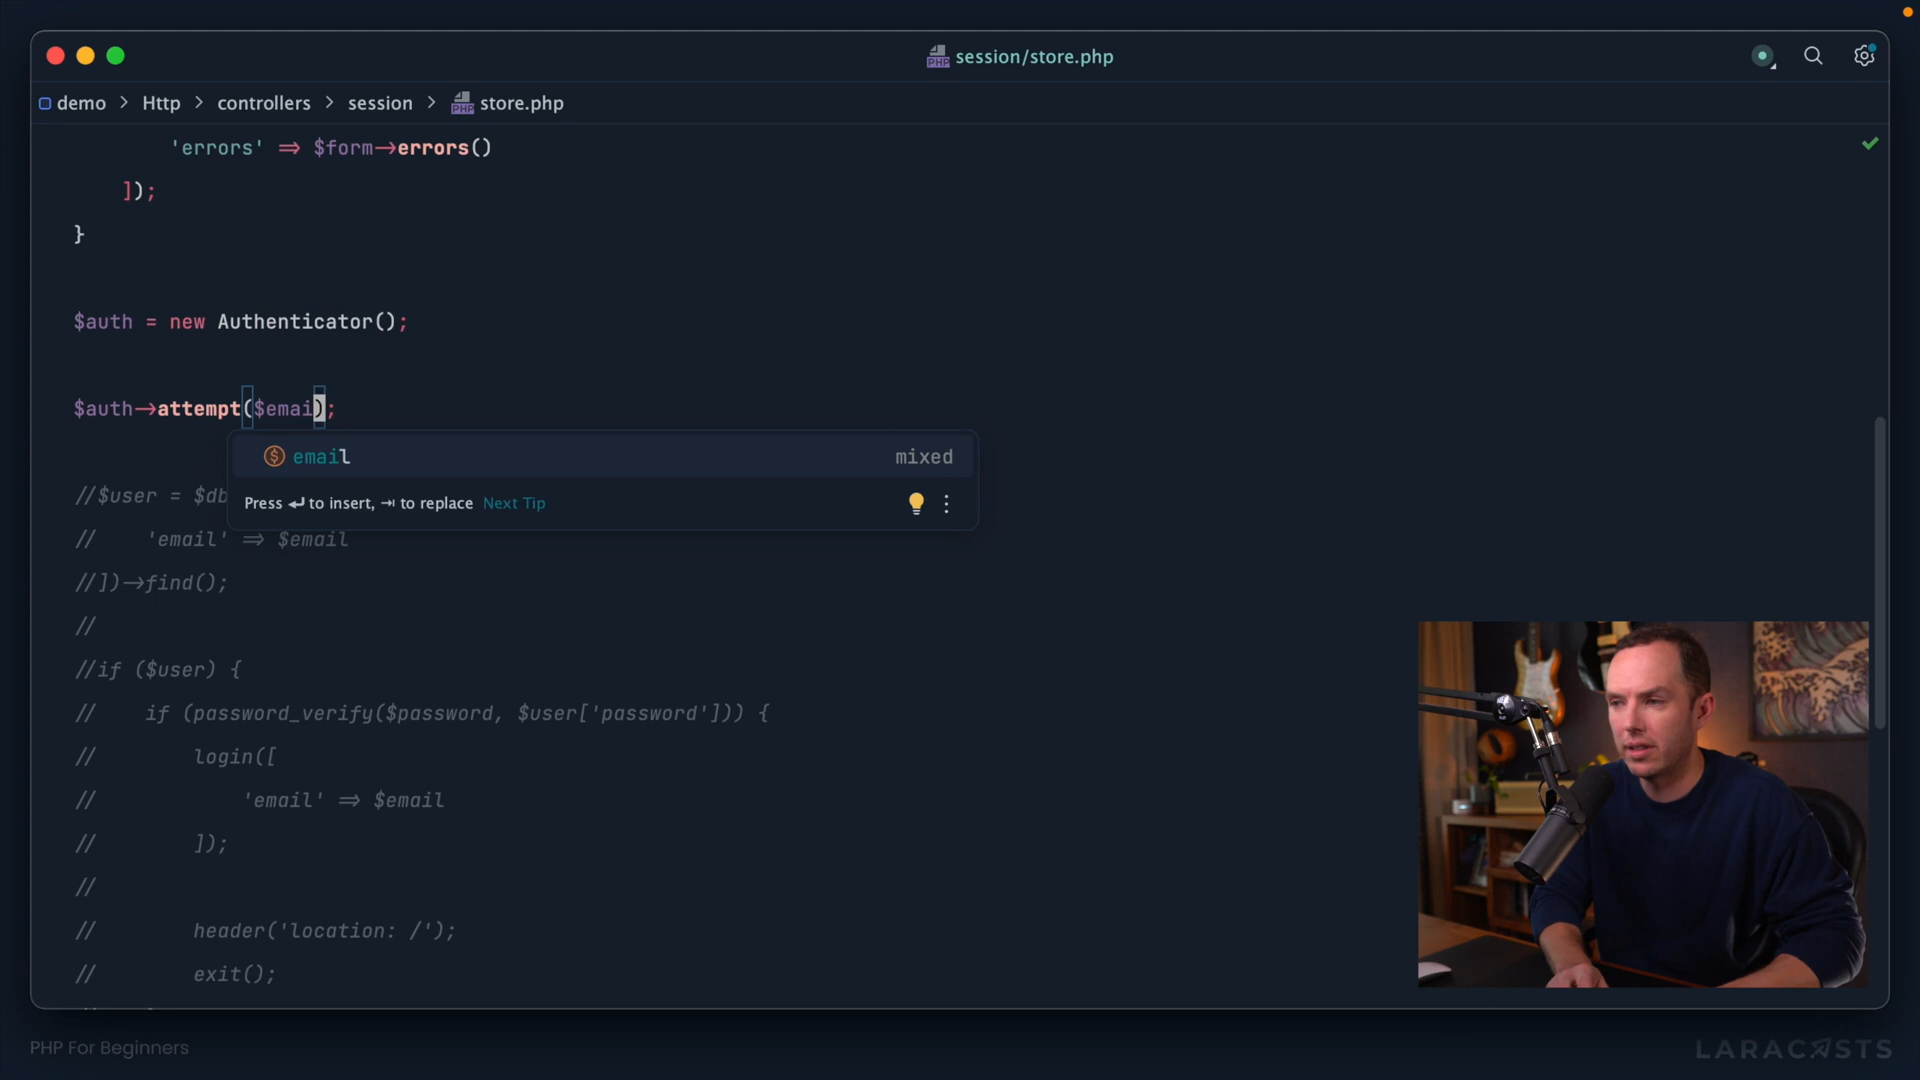 session/store.php
demo > Http > controllers > session > store.php
'errors' => $form->errors()
]);
}
$auth = new Authenticator();
$auth->attempt($emai);
email mixed
Press ↵ to insert, ⇥ to replace Next Tip
//$user = $db
//    'email' => $email
//])->find();
//
//if ($user) {
//    if (password_verify($password, $user['password'])) {
//        login([
//            'email' => $email
//        ]);
//
//        header('location: /');
//        exit();
PHP For Beginners
LARACASTS